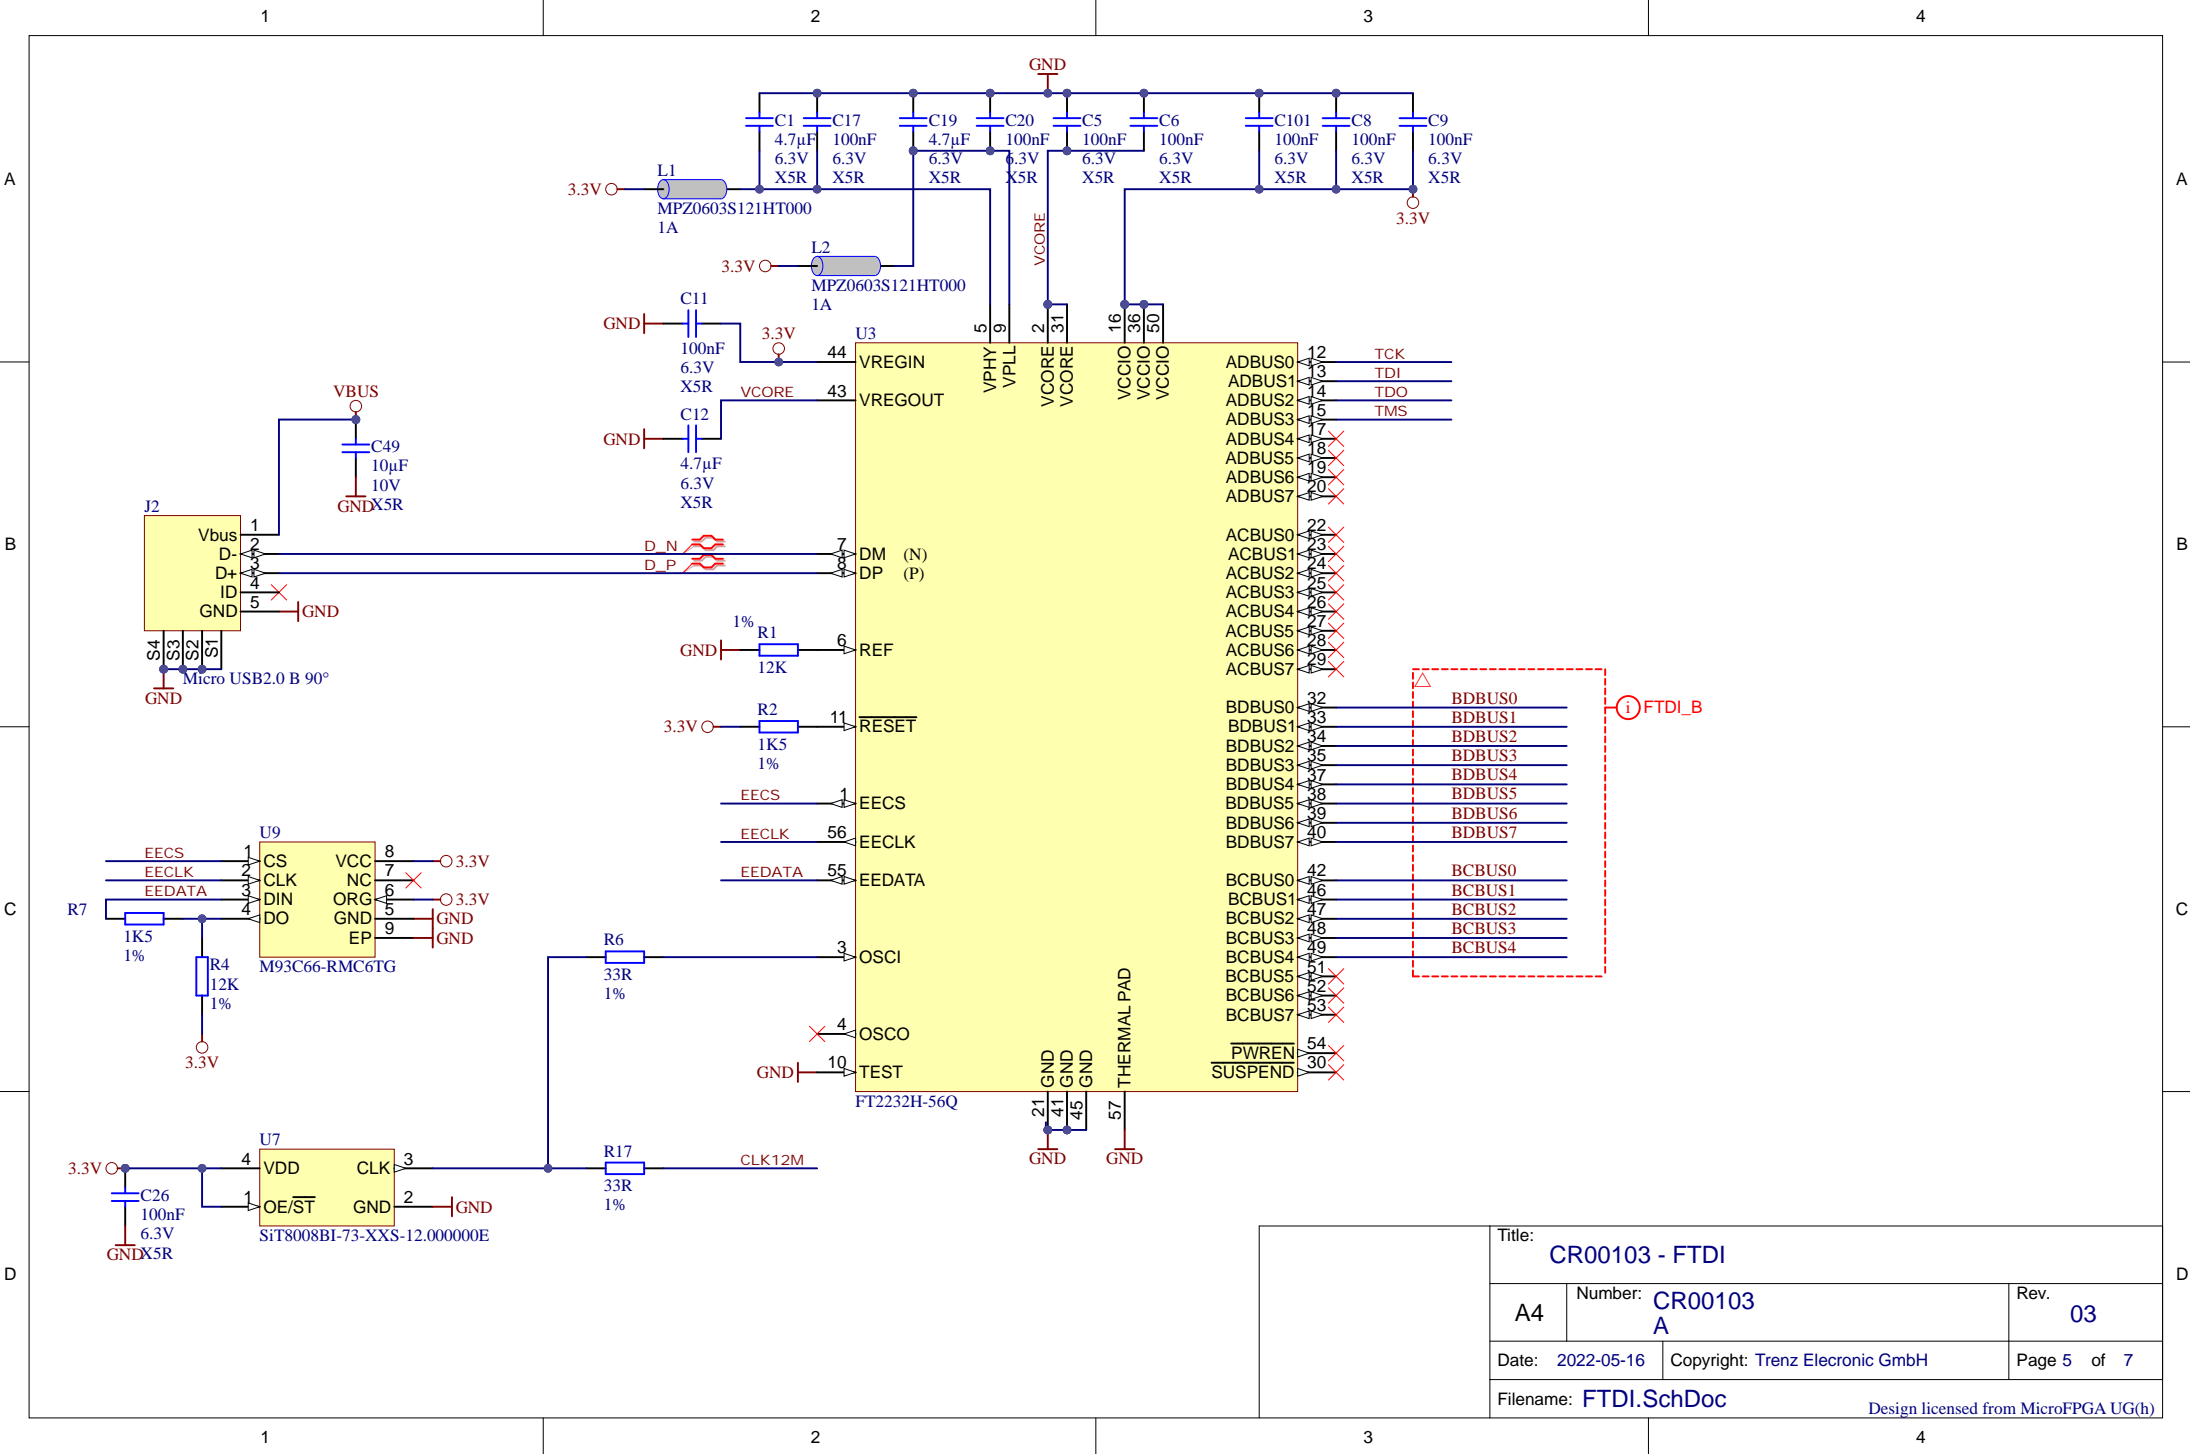 1 2 3 4
A A
B B
C C
D D
GND
C1
4.7µF
6.3V
X5R
C17
100nF
6.3V
X5R
C19
4.7µF
6.3V
X5R
C20
100nF
6.3V
X5R
C5
100nF
6.3V
X5R
C6
100nF
6.3V
X5R
C101
100nF
6.3V
X5R
C8
100nF
6.3V
X5R
C9
100nF
6.3V
X5R
3.3V
L1
MPZ0603S121HT000
1A
3.3V
3.3V
L2
MPZ0603S121HT000
1A
VCORE
C11
GND
100nF
6.3V
X5R
3.3V
VCORE
C12
GND
4.7µF
6.3V
X5R
VBUS
C49
10µF
10V
X5R
GND
J2
Vbus 1
D- 2
D+ 3
ID 4
GND 5
GND
S4 S3 S2 S1
GND
Micro USB2.0 B 90°
D_N
D_P
1%
R1
GND
12K
R2
3.3V
1K5
1%
EECS
EECLK
EEDATA
R6
33R
1%
GND
U3
44 VREGIN
43 VREGOUT
7 DM (N)
8 DP (P)
6 REF
11 RESET
1 EECS
56 EECLK
55 EEDATA
3 OSCI
4 OSCO
10 TEST
5 VPHY
9 VPLL
2 VCORE
31 VCORE
16 VCCIO
36 VCCIO
50 VCCIO
ADBUS0 12 TCK
ADBUS1 13 TDI
ADBUS2 14 TDO
ADBUS3 15 TMS
ADBUS4 17
ADBUS5 18
ADBUS6 19
ADBUS7 20
ACBUS0 22
ACBUS1 23
ACBUS2 24
ACBUS3 25
ACBUS4 26
ACBUS5 27
ACBUS6 28
ACBUS7 29
BDBUS0 32 BDBUS0
BDBUS1 33 BDBUS1
BDBUS2 34 BDBUS2
BDBUS3 35 BDBUS3
BDBUS4 37 BDBUS4
BDBUS5 38 BDBUS5
BDBUS6 39 BDBUS6
BDBUS7 40 BDBUS7
BCBUS0 42 BCBUS0
BCBUS1 46 BCBUS1
BCBUS2 47 BCBUS2
BCBUS3 48 BCBUS3
BCBUS4 49 BCBUS4
BCBUS5 51
BCBUS6 52
BCBUS7 53
PWREN 54
SUSPEND 30
i FTDI_B
GND 21
GND 41
GND 45
THERMAL PAD 57
GND
GND
FT2232H-56Q
U9
EECS 1 CS
EECLK 2 CLK
EEDATA 3 DIN
4 DO
VCC 8 3.3V
NC 7
ORG 6 3.3V
GND 5 GND
EP 9 GND
M93C66-RMC6TG
R7
1K5
1%
R4
12K
1%
3.3V
U7
3.3V
4 VDD
1 OE/ST
CLK 3
GND 2 GND
SiT8008BI-73-XXS-12.000000E
C26
100nF
6.3V
X5R
GND
R17
33R
1%
CLK12M
Title:
CR00103 - FTDI
A4
Number: CR00103
A
Rev.
03
Date: 2022-05-16 Copyright: Trenz Elecronic GmbH Page 5 of 7
Filename: FTDI.SchDoc
Design licensed from MicroFPGA UG(h)
1 2 3 4